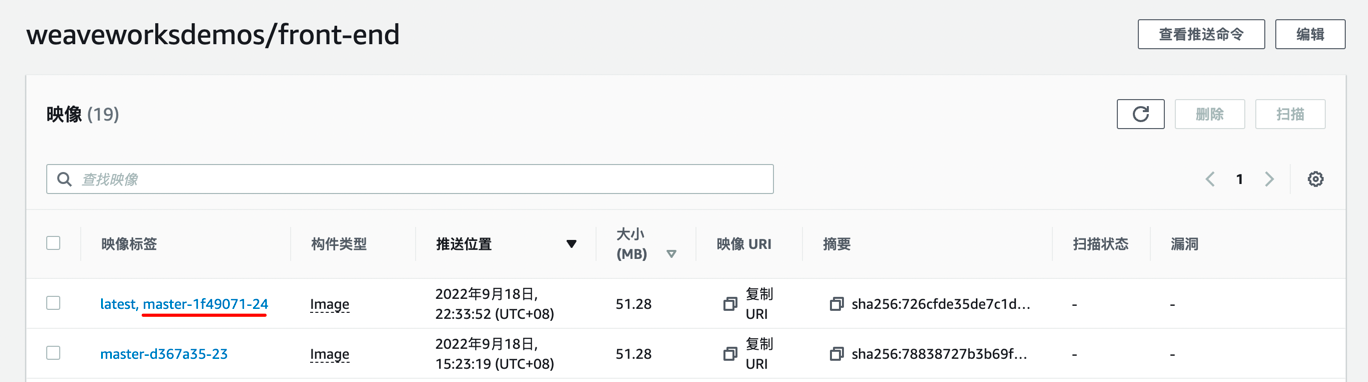 weaveworksdemos/front-end
查看推送命令
编辑
映像 (19)
删除
扫描
查找映像
1
映像标签
构件类型
推送位置
大小
(MB)
映像 URI
摘要
扫描状态
漏洞
latest, master-1f49071-24
Image
2022年9月18日,
22:33:52 (UTC+08)
51.28
复制
URI
sha256:726cfde35de7c1d...
-
-
master-d367a35-23
Image
2022年9月18日,
15:23:19 (UTC+08)
51.28
复制
URI
sha256:78838727b3b69f...
-
-